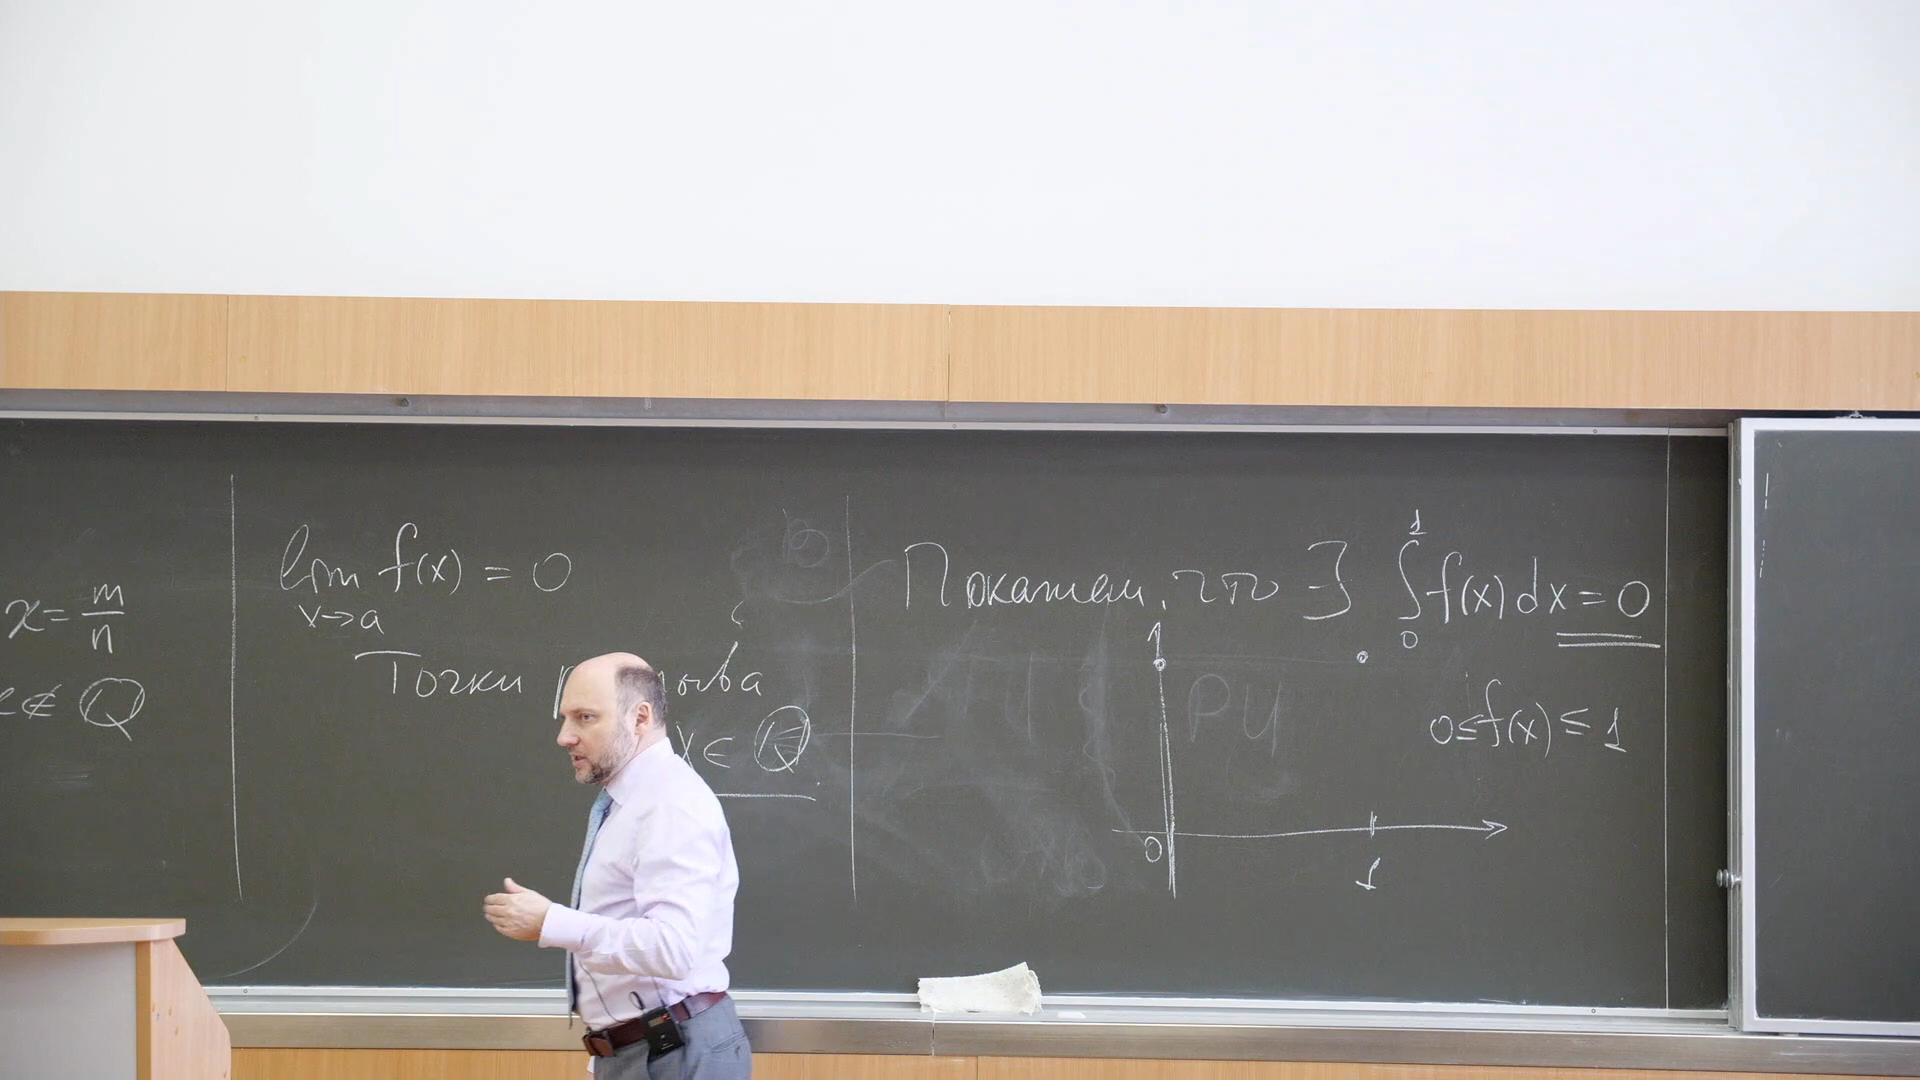 x = m/n
x ∉ Q
lim f(x) = 0
x→a
Точки
x ∈ Q
Покажем, что ∃ ∫₀¹ f(x) dx = 0
0 ≤ f(x) ≤ 1
1
0
1